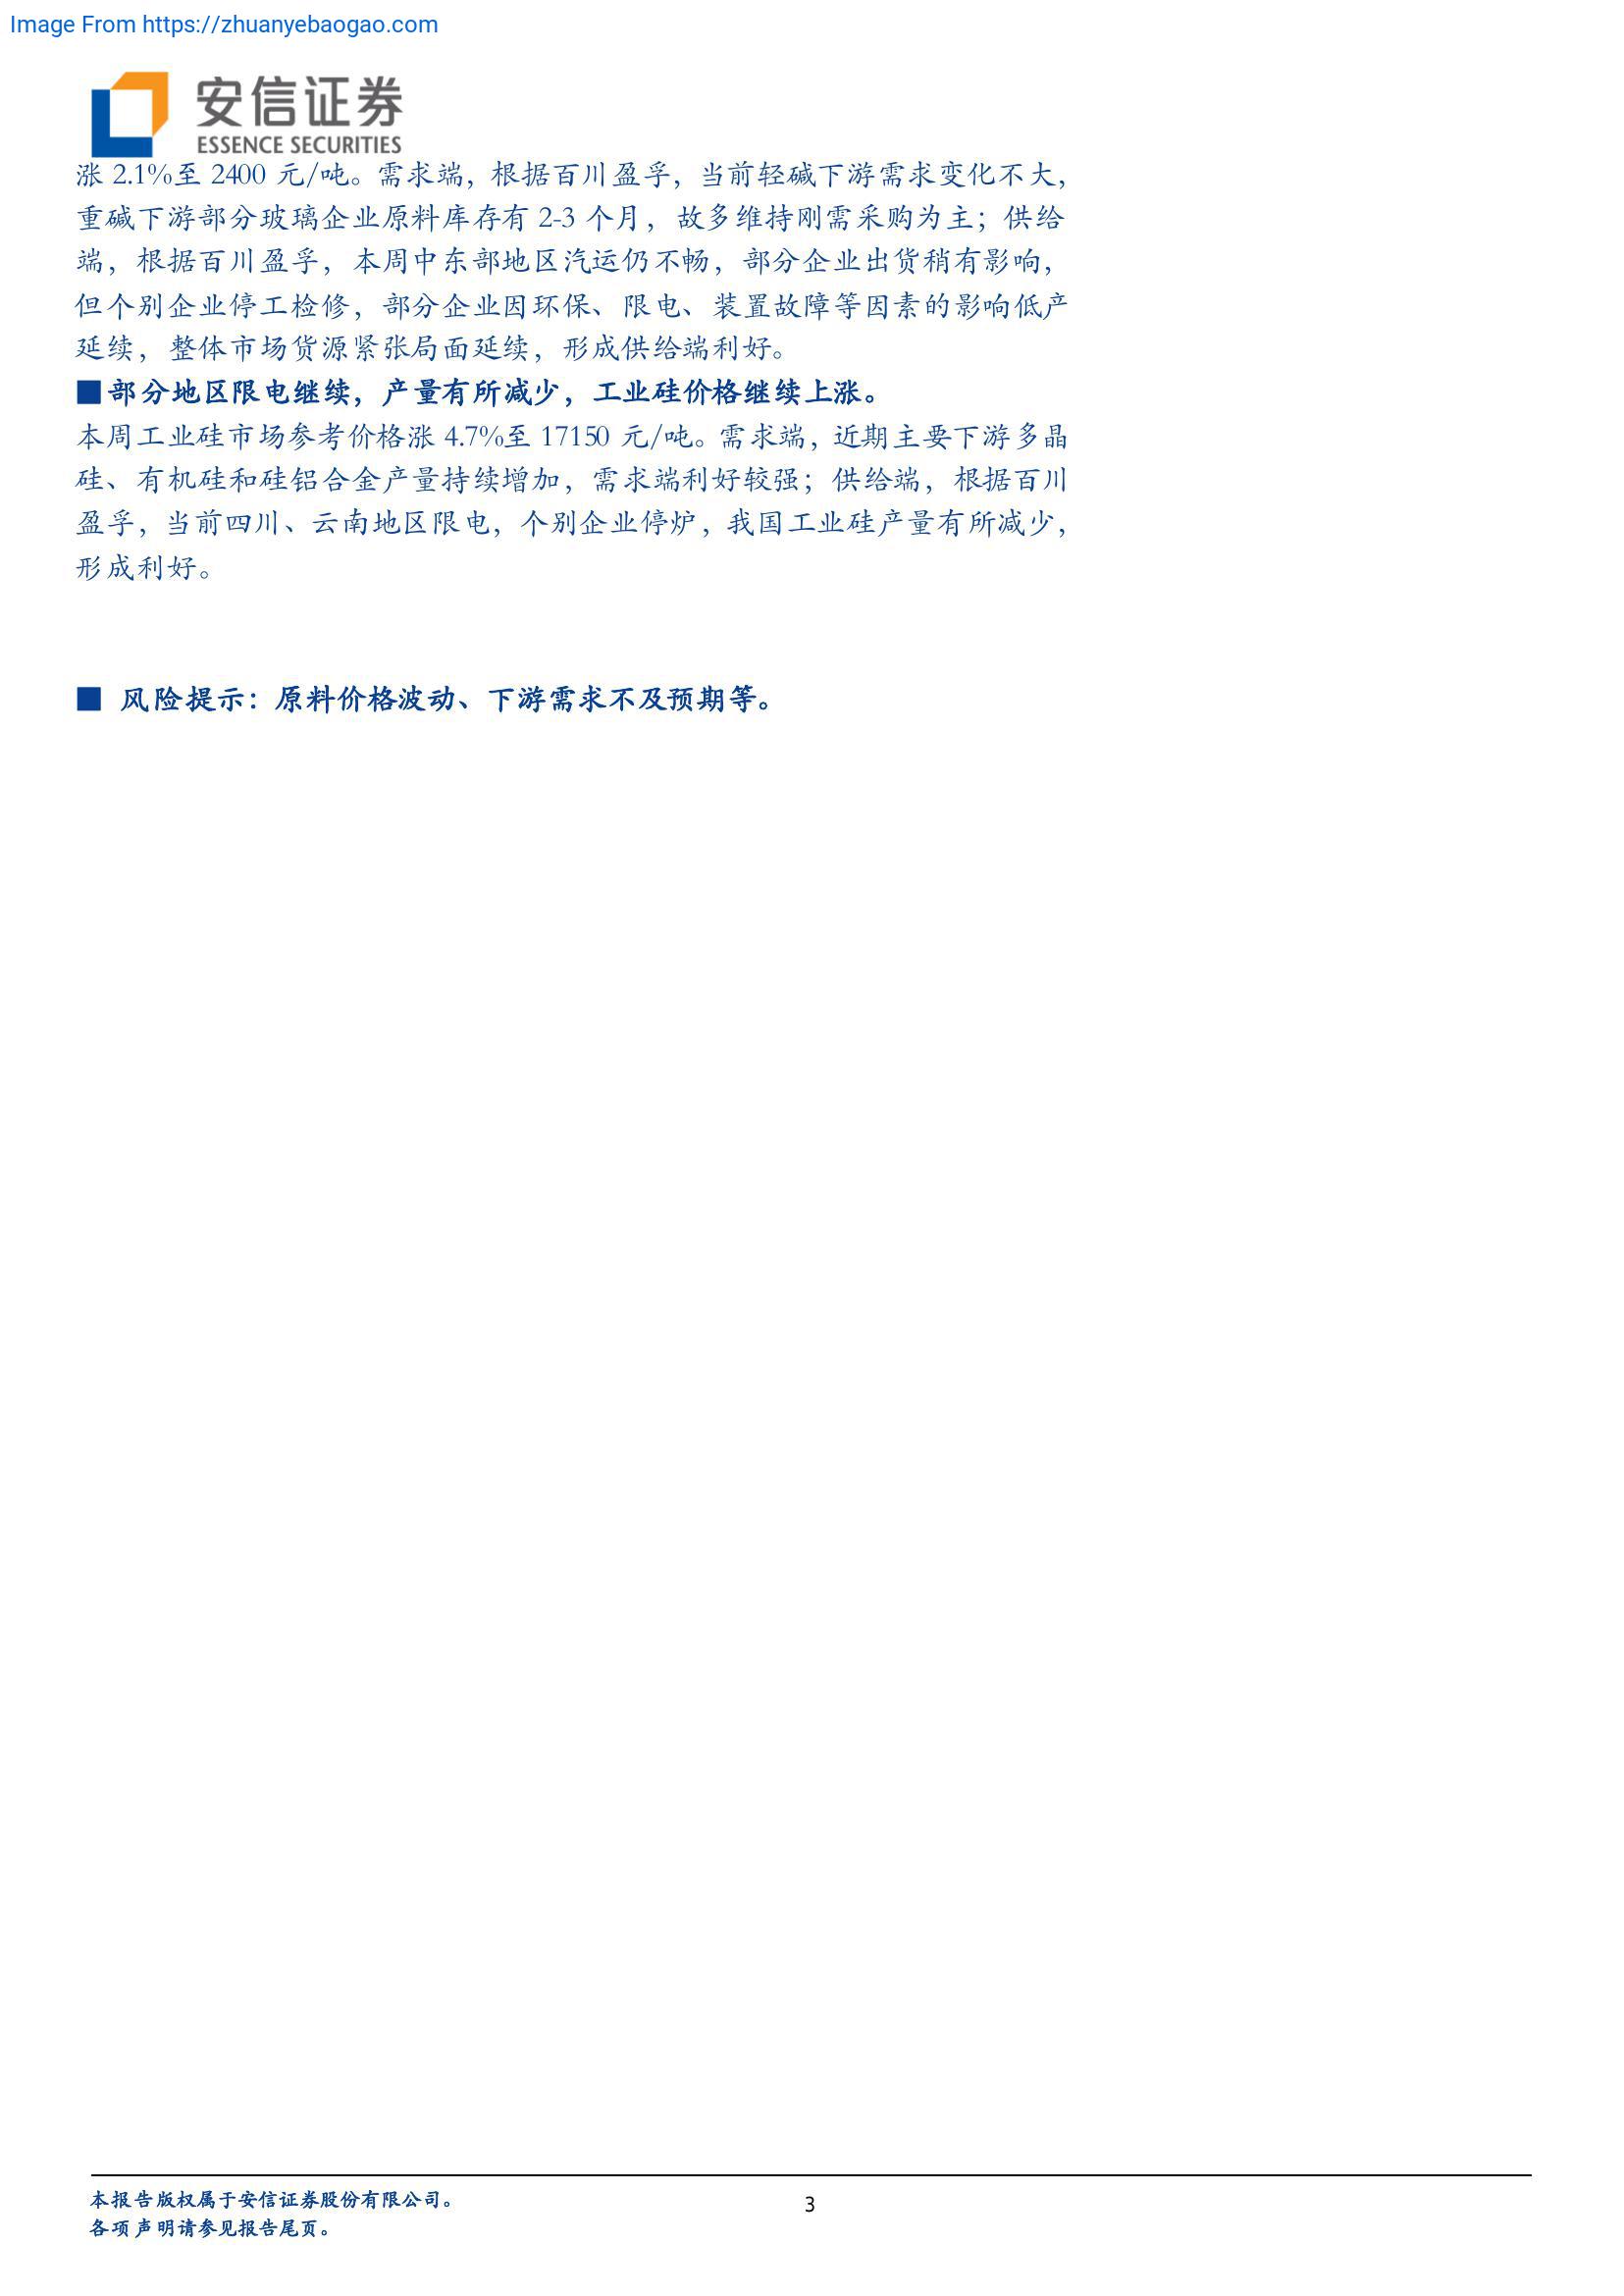 Image From https://zhuanyebaogao.com
安信证券
ESSENCE SECURITIES
涨 2.1%至 2400 元/吨。需求端，根据百川盈孚，当前轻碱下游需求变化不大，
重碱下游部分玻璃企业原料库存有 2-3 个月，故多维持刚需采购为主；供给
端，根据百川盈孚，本周中东部地区汽运仍不畅，部分企业出货稍有影响，
但个别企业停工检修，部分企业因环保、限电、装置故障等因素的影响低产
延续，整体市场货源紧张局面延续，形成供给端利好。
■部分地区限电继续，产量有所减少，工业硅价格继续上涨。
本周工业硅市场参考价格涨 4.7%至 17150 元/吨。需求端，近期主要下游多晶
硅、有机硅和硅铝合金产量持续增加，需求端利好较强；供给端，根据百川
盈孚，当前四川、云南地区限电，个别企业停炉，我国工业硅产量有所减少，
形成利好。
■ 风险提示：原料价格波动、下游需求不及预期等。
本报告版权属于安信证券股份有限公司。
3
各项声明请参见报告尾页。